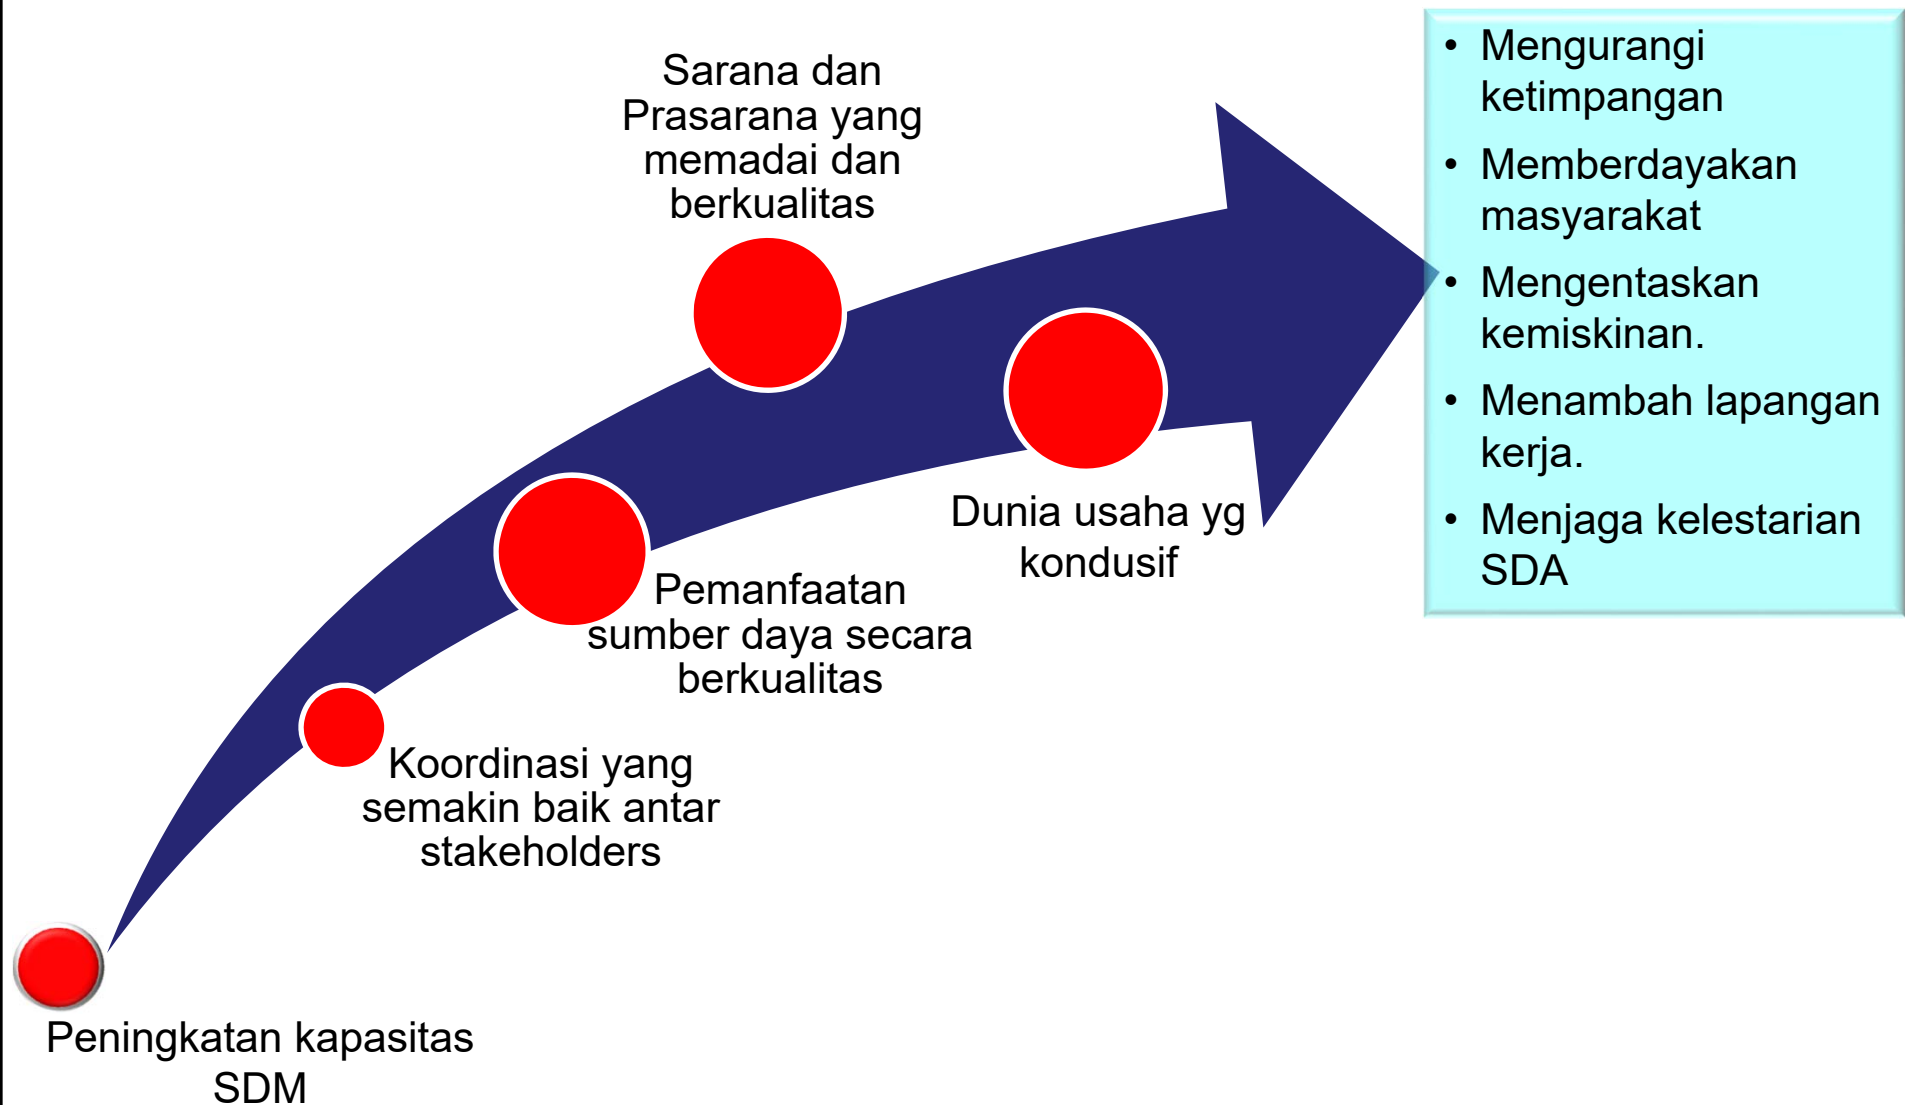 Sarana dan
Prasarana yang
memadai dan
berkualitas
Dunia usaha yg
kondusif
Pemanfaatan
sumber daya secara
berkualitas
Koordinasi yang
semakin baik antar
stakeholders
Peningkatan kapasitas
SDM
• Mengurangi
ketimpangan
• Memberdayakan
masyarakat
• Mengentaskan
kemiskinan.
• Menambah lapangan
kerja.
• Menjaga kelestarian
SDA